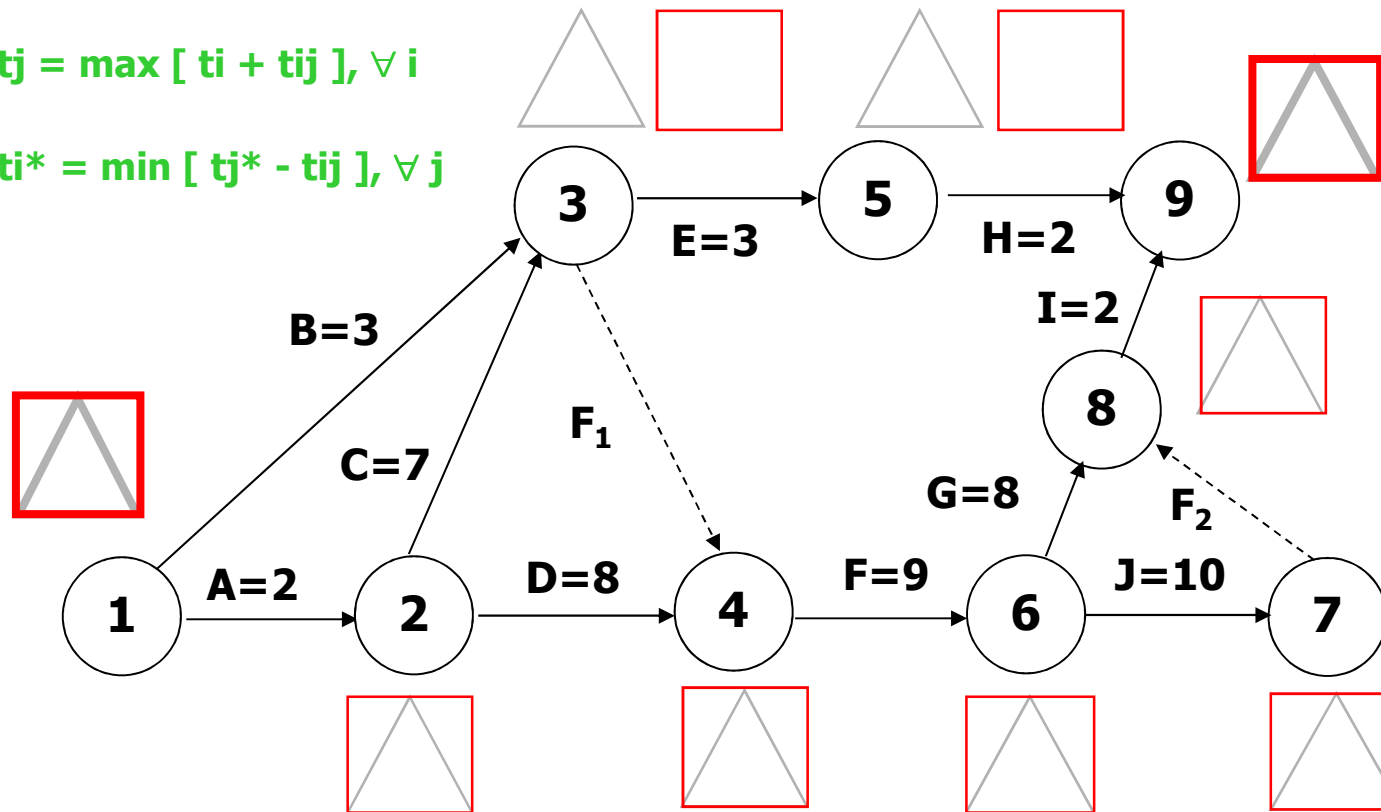 tj = max [ ti + tij ], ∀ i
ti* = min [ tj* - tij ], ∀ j
3
5
9
E=3
H=2
B=3
I=2
8
F1
C=7
G=8
F2
A=2
D=8
F=9
J=10
1
2
4
6
7